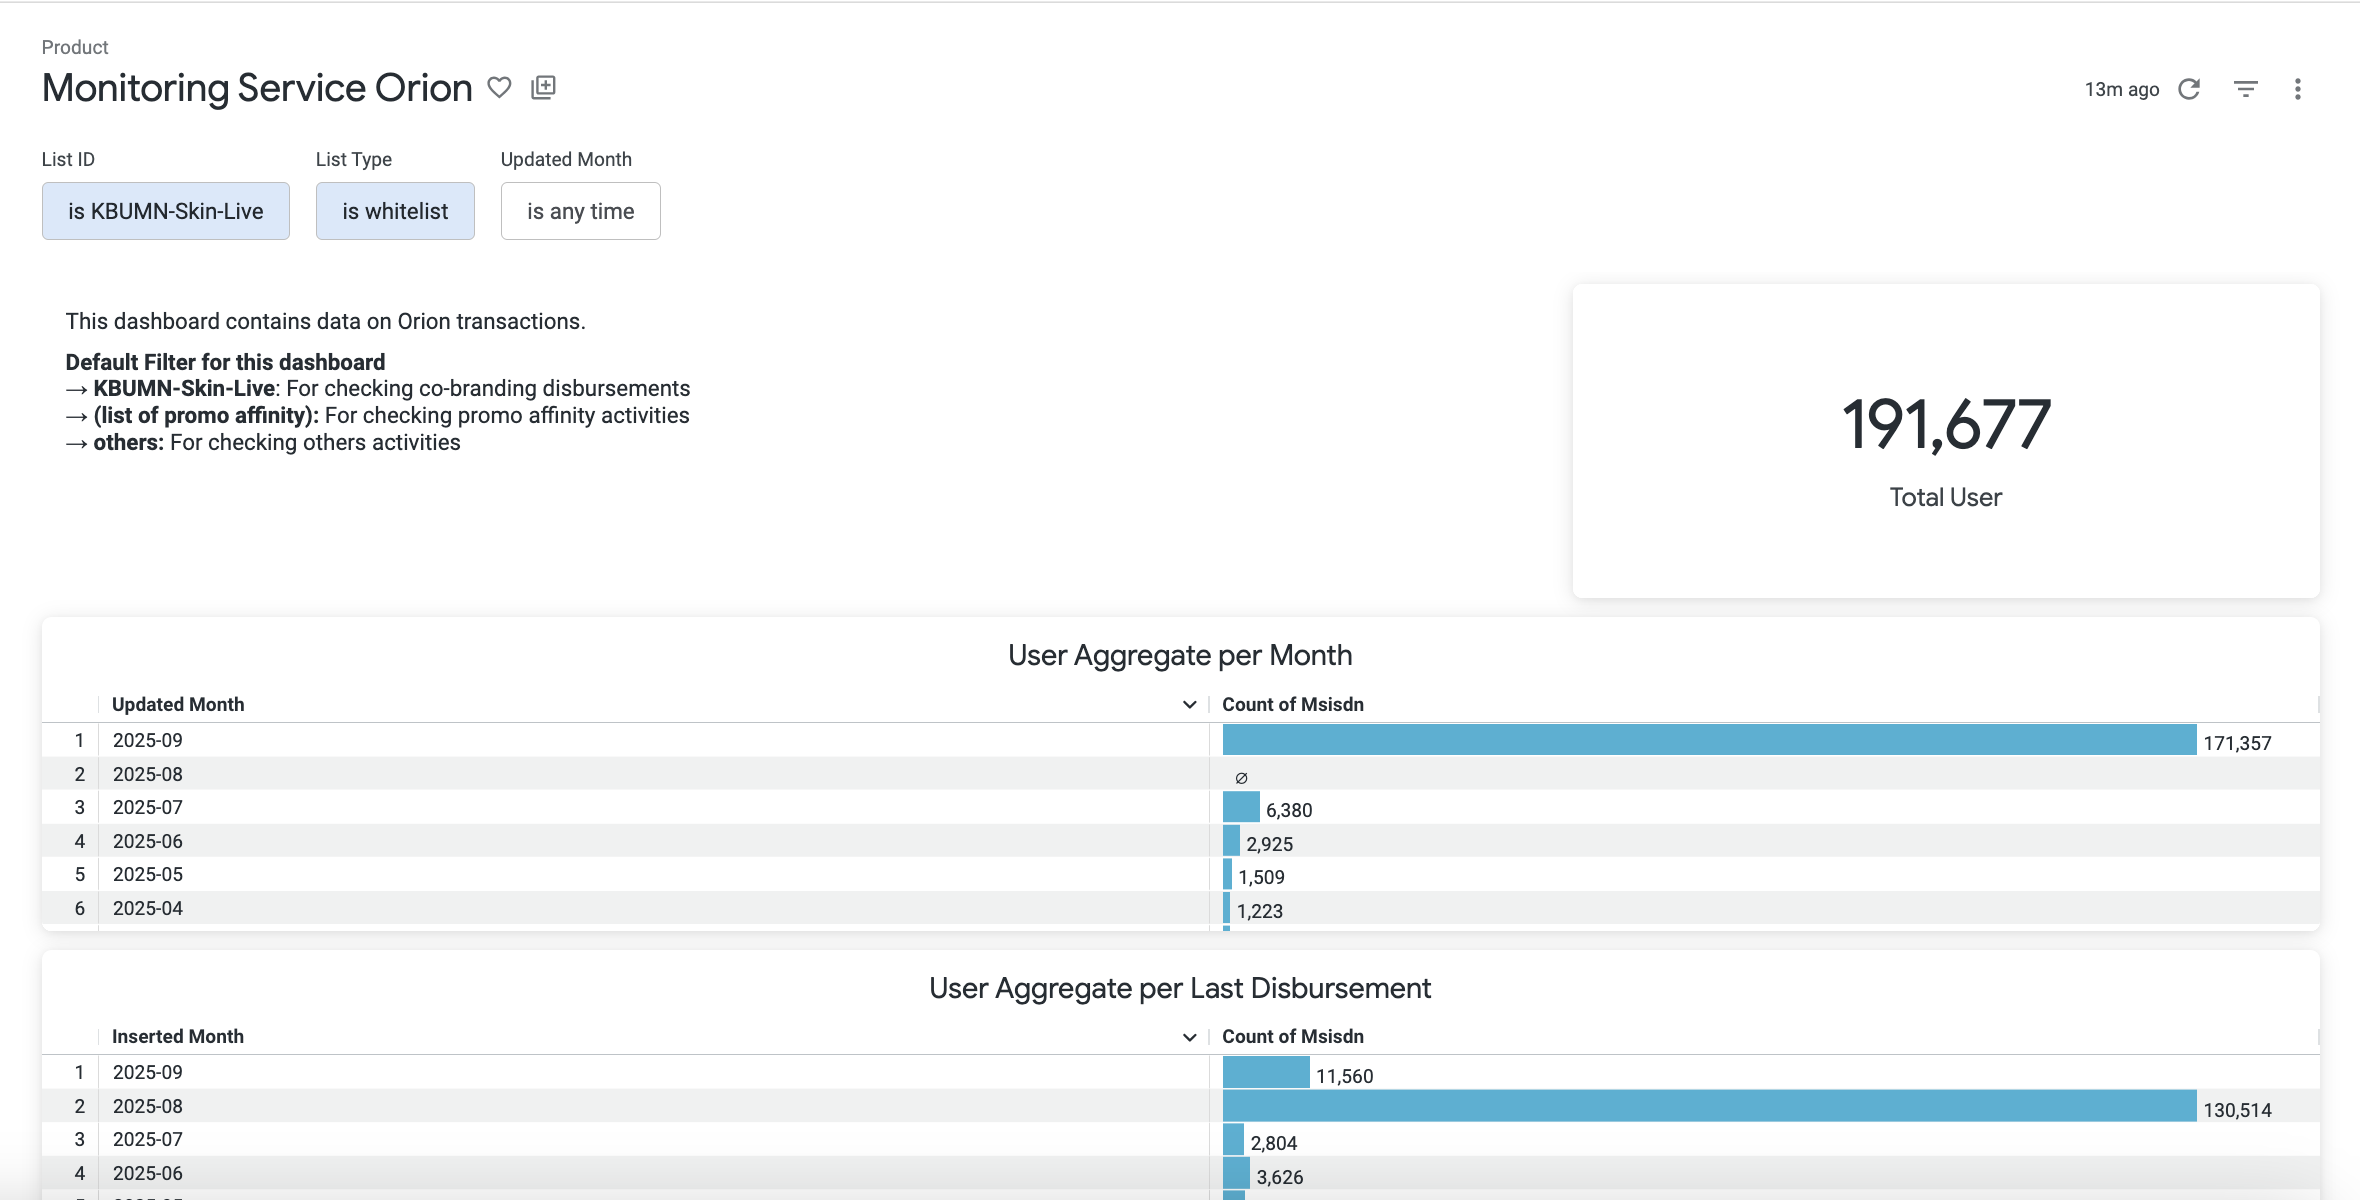 Product
Monitoring Service Orion
13m ago
List ID
List Type
Updated Month
is KBUMN-Skin-Live
is whitelist
is any time
This dashboard contains data on Orion transactions.
Default Filter for this dashboard
→ KBUMN-Skin-Live: For checking co-branding disbursements
→ (list of promo affinity): For checking promo affinity activities
→ others: For checking others activities
191,677
Total User
User Aggregate per Month
Updated Month Count of Msisdn
1 2025-09 171,357
2 2025-08 ∅
3 2025-07 6,380
4 2025-06 2,925
5 2025-05 1,509
6 2025-04 1,223
User Aggregate per Last Disbursement
Inserted Month Count of Msisdn
1 2025-09 11,560
2 2025-08 130,514
3 2025-07 2,804
4 2025-06 3,626